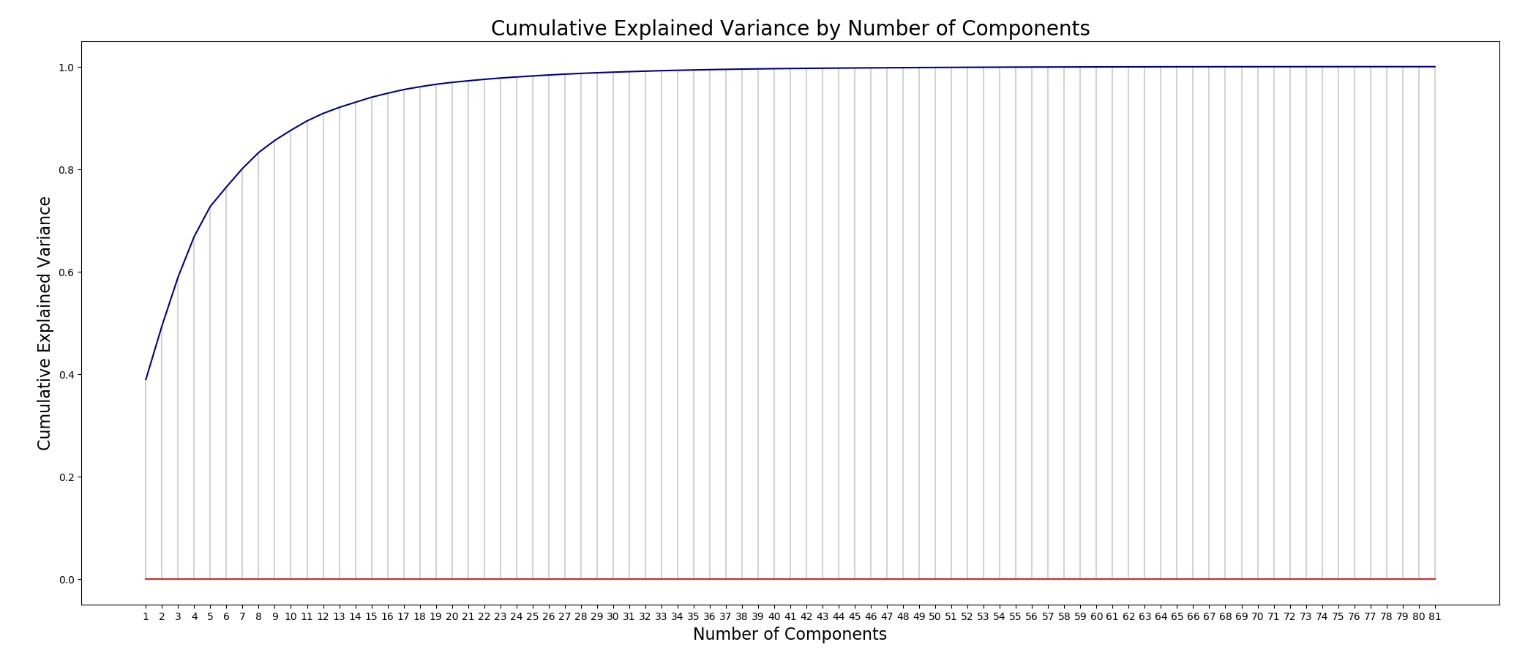 Cumulative Explained Variance by Number of Components
Cumulative Explained Variance
1.0
0.8
0.6
0.4
0.2
0.0
1 2 3 4 5 6 7 8 9 10 11 12 13 14 15 16 17 18 19 20 21 22 23 24 25 26 27 28 29 30 31 32 33 34 35 36 37 38 39 40 41 42 43 44 45 46 47 48 49 50 51 52 53 54 55 56 57 58 59 60 61 62 63 64 65 66 67 68 69 70 71 72 73 74 75 76 77 78 79 80 81
Number of Components